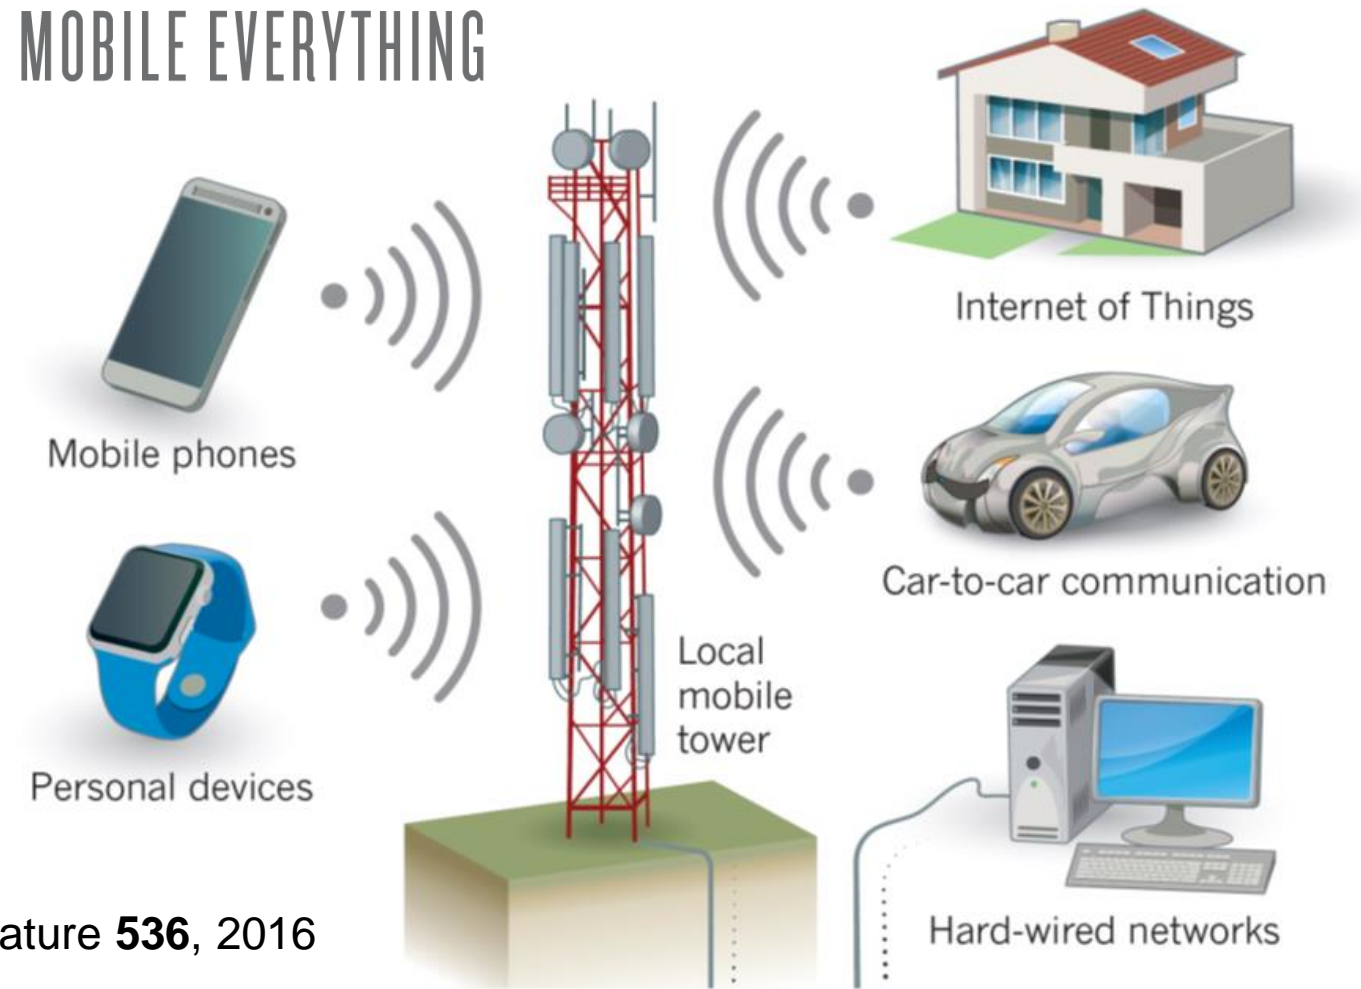 MOBILE EVERYTHING
Internet of Things
Mobile phones
Car-to-car communication
Local
mobile
tower
Personal devices
Hard-wired networks
ature 536, 2016